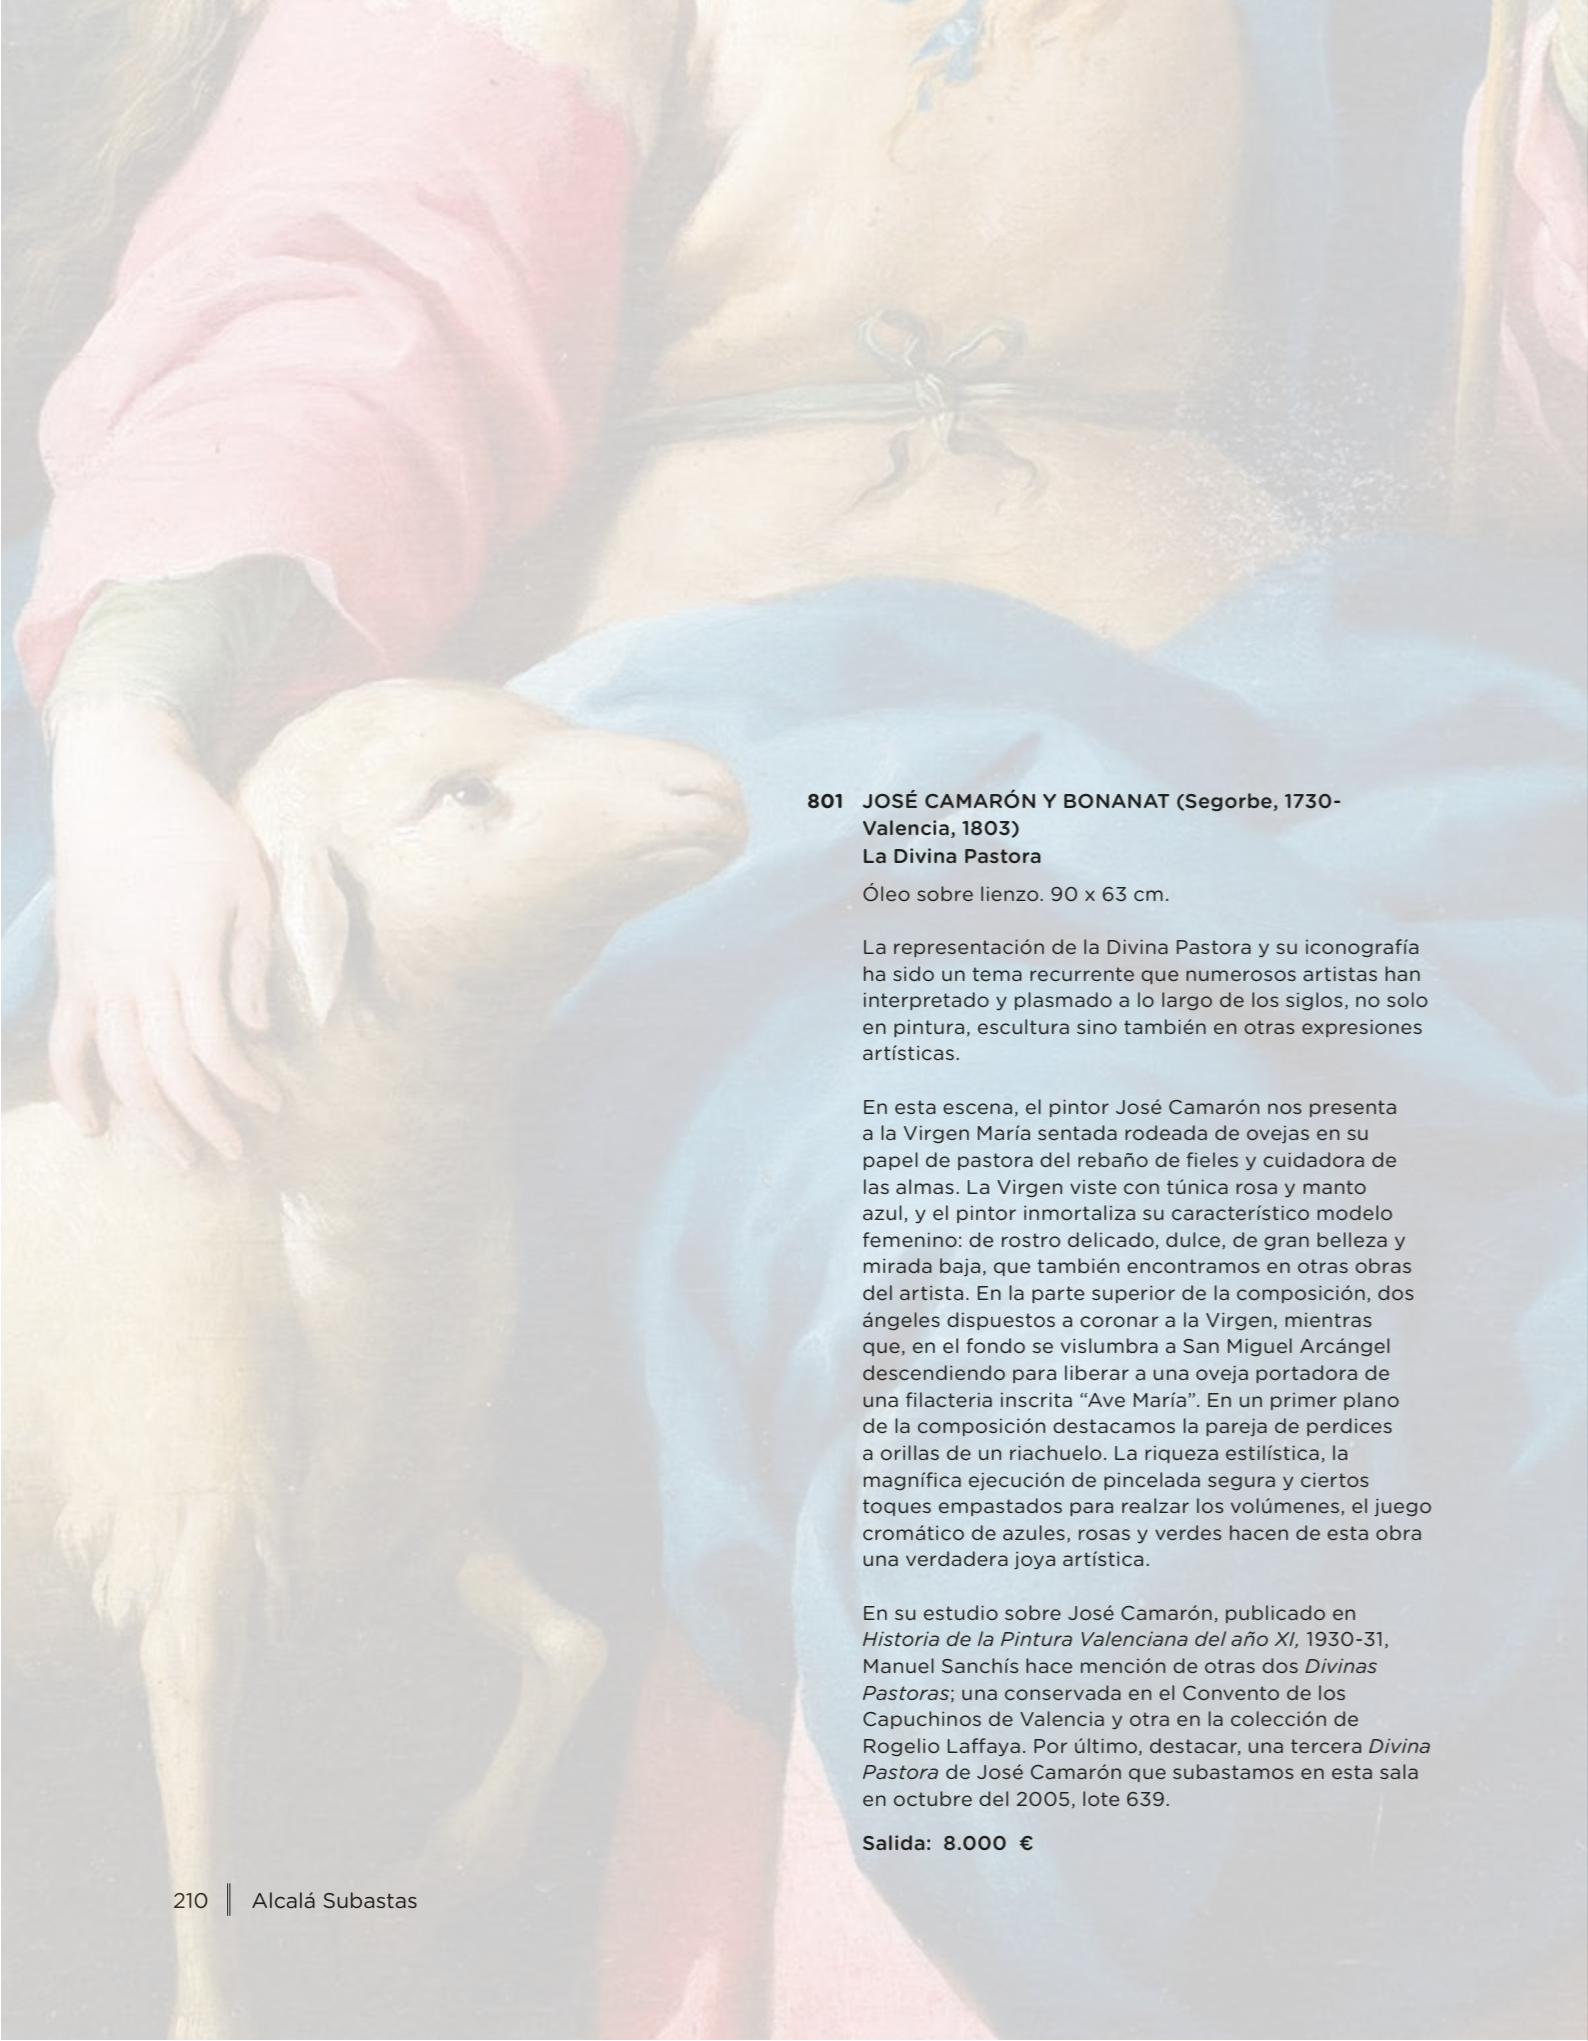 801 JOSÉ CAMARÓN Y BONANAT (Segorbe, 1730-
Valencia, 1803)
La Divina Pastora
Óleo sobre lienzo. 90 x 63 cm.
La representación de la Divina Pastora y su iconografía
ha sido un tema recurrente que numerosos artistas han
interpretado y plasmado a lo largo de los siglos, no solo
en pintura, escultura sino también en otras expresiones
artísticas.
En esta escena, el pintor José Camarón nos presenta
a la Virgen María sentada rodeada de ovejas en su
papel de pastora del rebaño de fieles y cuidadora de
las almas. La Virgen viste con túnica rosa y manto
azul, y el pintor inmortaliza su característico modelo
femenino: de rostro delicado, dulce, de gran belleza y
mirada baja, que también encontramos en otras obras
del artista. En la parte superior de la composición, dos
ángeles dispuestos a coronar a la Virgen, mientras
que, en el fondo se vislumbra a San Miguel Arcángel
descendiendo para liberar a una oveja portadora de
una filacteria inscrita “Ave María”. En un primer plano
de la composición destacamos la pareja de perdices
a orillas de un riachuelo. La riqueza estilística, la
magnífica ejecución de pincelada segura y ciertos
toques empastados para realzar los volúmenes, el juego
cromático de azules, rosas y verdes hacen de esta obra
una verdadera joya artística.
En su estudio sobre José Camarón, publicado en
Historia de la Pintura Valenciana del año XI, 1930-31,
Manuel Sanchís hace mención de otras dos Divinas
Pastoras; una conservada en el Convento de los
Capuchinos de Valencia y otra en la colección de
Rogelio Laffaya. Por último, destacar, una tercera Divina
Pastora de José Camarón que subastamos en esta sala
en octubre del 2005, lote 639.
Salida: 8.000 €
210 Alcalá Subastas